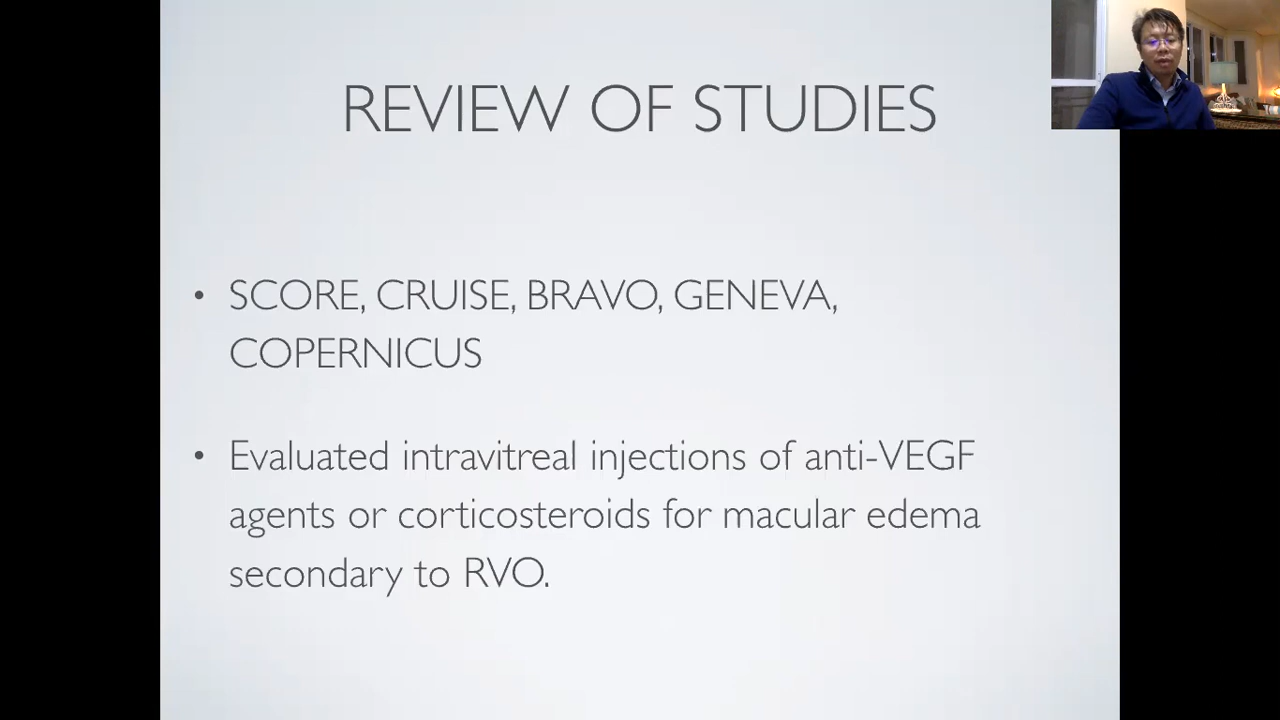 REVIEW OF STUDIES
• SCORE, CRUISE, BRAVO, GENEVA,
COPERNICUS
• Evaluated intravitreal injections of anti-VEGF
agents or corticosteroids for macular edema
secondary to RVO.